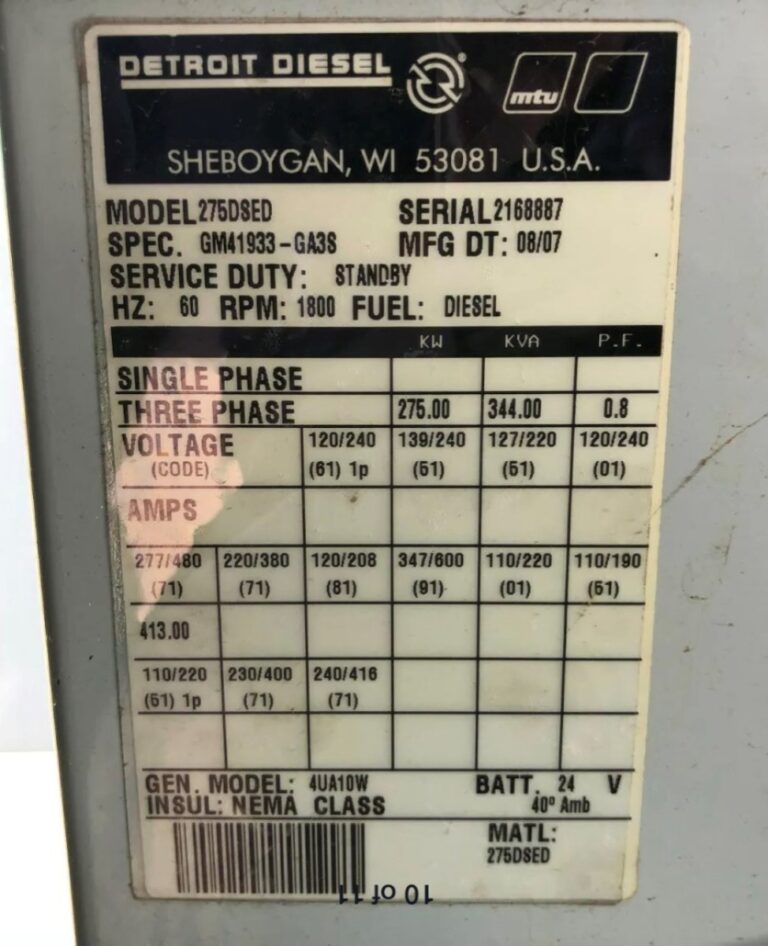 DETROIT DIESEL ® mtu
SHEBOYGAN, WI 53081 U.S.A.
MODEL 275DSED SERIAL 2168887
SPEC. GM41933-GA3S MFG DT: 08/07
SERVICE DUTY: STANDBY
HZ: 60 RPM: 1800 FUEL: DIESEL
KW KVA P.F.
SINGLE PHASE
THREE PHASE 275.00 344.00 0.8
VOLTAGE 120/240 139/240 127/220 120/240
(CODE) (61) 1p (51) (51) (01)
AMPS
277/480 220/380 120/208 347/600 110/220 110/190
(71) (71) (81) (91) (01) (51)
413.00
110/220 230/400 240/416
(61) 1p (71) (71)
GEN. MODEL: 4UA10W BATT. 24 V
INSUL: NEMA CLASS 40° Amb
MATL:
275DSED
10 of 11